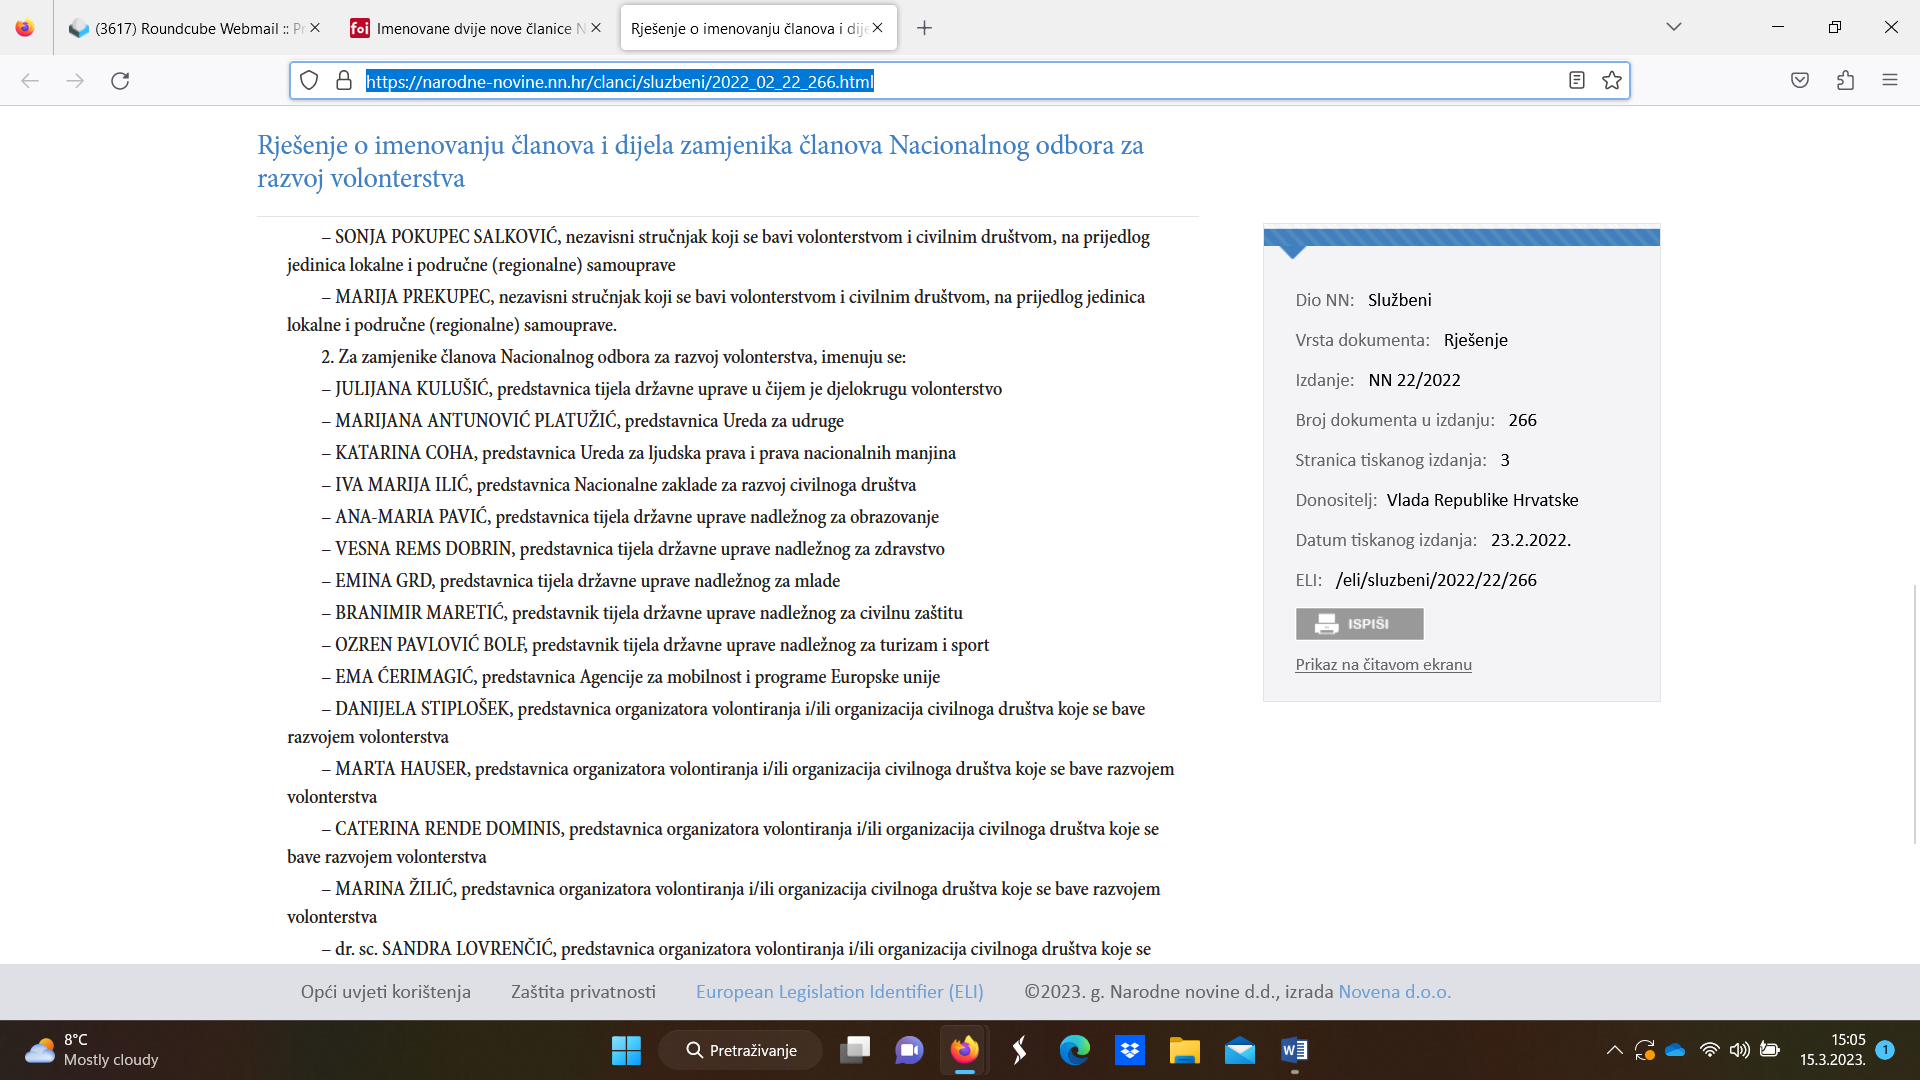 (3617) Roundcube Webmail :: Pr
Imenovane dvije nove članice N
Rješenje o imenovanju članova i dije
https://narodne-novine.nn.hr/clanci/sluzbeni/2022_02_22_266.html
Rješenje o imenovanju članova i dijela zamjenika članova Nacionalnog odbora za
razvoj volonterstva
– SONJA POKUPEC SALKOVIĆ, nezavisni stručnjak koji se bavi volonterstvom i civilnim društvom, na prijedlog
jedinica lokalne i područne (regionalne) samouprave
– MARIJA PREKUPEC, nezavisni stručnjak koji se bavi volonterstvom i civilnim društvom, na prijedlog jedinica
lokalne i područne (regionalne) samouprave.
2. Za zamjenike članova Nacionalnog odbora za razvoj volonterstva, imenuju se:
– JULIJANA KULUŠIĆ, predstavnica tijela državne uprave u čijem je djelokrugu volonterstvo
– MARIJANA ANTUNOVIĆ PLATUŽIĆ, predstavnica Ureda za udruge
– KATARINA COHA, predstavnica Ureda za ljudska prava i prava nacionalnih manjina
– IVA MARIJA ILIĆ, predstavnica Nacionalne zaklade za razvoj civilnoga društva
– ANA-MARIA PAVIĆ, predstavnica tijela državne uprave nadležnog za obrazovanje
– VESNA REMS DOBRIN, predstavnica tijela državne uprave nadležnog za zdravstvo
– EMINA GRD, predstavnica tijela državne uprave nadležnog za mlade
– BRANIMIR MARETIĆ, predstavnik tijela državne uprave nadležnog za civilnu zaštitu
– OZREN PAVLOVIĆ BOLF, predstavnik tijela državne uprave nadležnog za turizam i sport
– EMA ĆERIMAGIĆ, predstavnica Agencije za mobilnost i programe Europske unije
– DANIJELA STIPLOŠEK, predstavnica organizatora volontiranja i/ili organizacija civilnoga društva koje se bave
razvojem volonterstva
– MARTA HAUSER, predstavnica organizatora volontiranja i/ili organizacija civilnoga društva koje se bave razvojem
volonterstva
– CATERINA RENDE DOMINIS, predstavnica organizatora volontiranja i/ili organizacija civilnoga društva koje se
bave razvojem volonterstva
– MARINA ŽILIĆ, predstavnica organizatora volontiranja i/ili organizacija civilnoga društva koje se bave razvojem
volonterstva
– dr. sc. SANDRA LOVRENČIĆ, predstavnica organizatora volontiranja i/ili organizacija civilnoga društva koje se
Dio NN: Službeni
Vrsta dokumenta: Rješenje
Izdanje: NN 22/2022
Broj dokumenta u izdanju: 266
Stranica tiskanog izdanja: 3
Donositelj: Vlada Republike Hrvatske
Datum tiskanog izdanja: 23.2.2022.
ELI: /eli/sluzbeni/2022/22/266
ISPIŠI
Prikaz na čitavom ekranu
Opći uvjeti korištenja
Zaštita privatnosti
European Legislation Identifier (ELI)
©2023. g. Narodne novine d.d., izrada Novena d.o.o.
8°C
Mostly cloudy
Pretraživanje
15:05
15.3.2023.
1